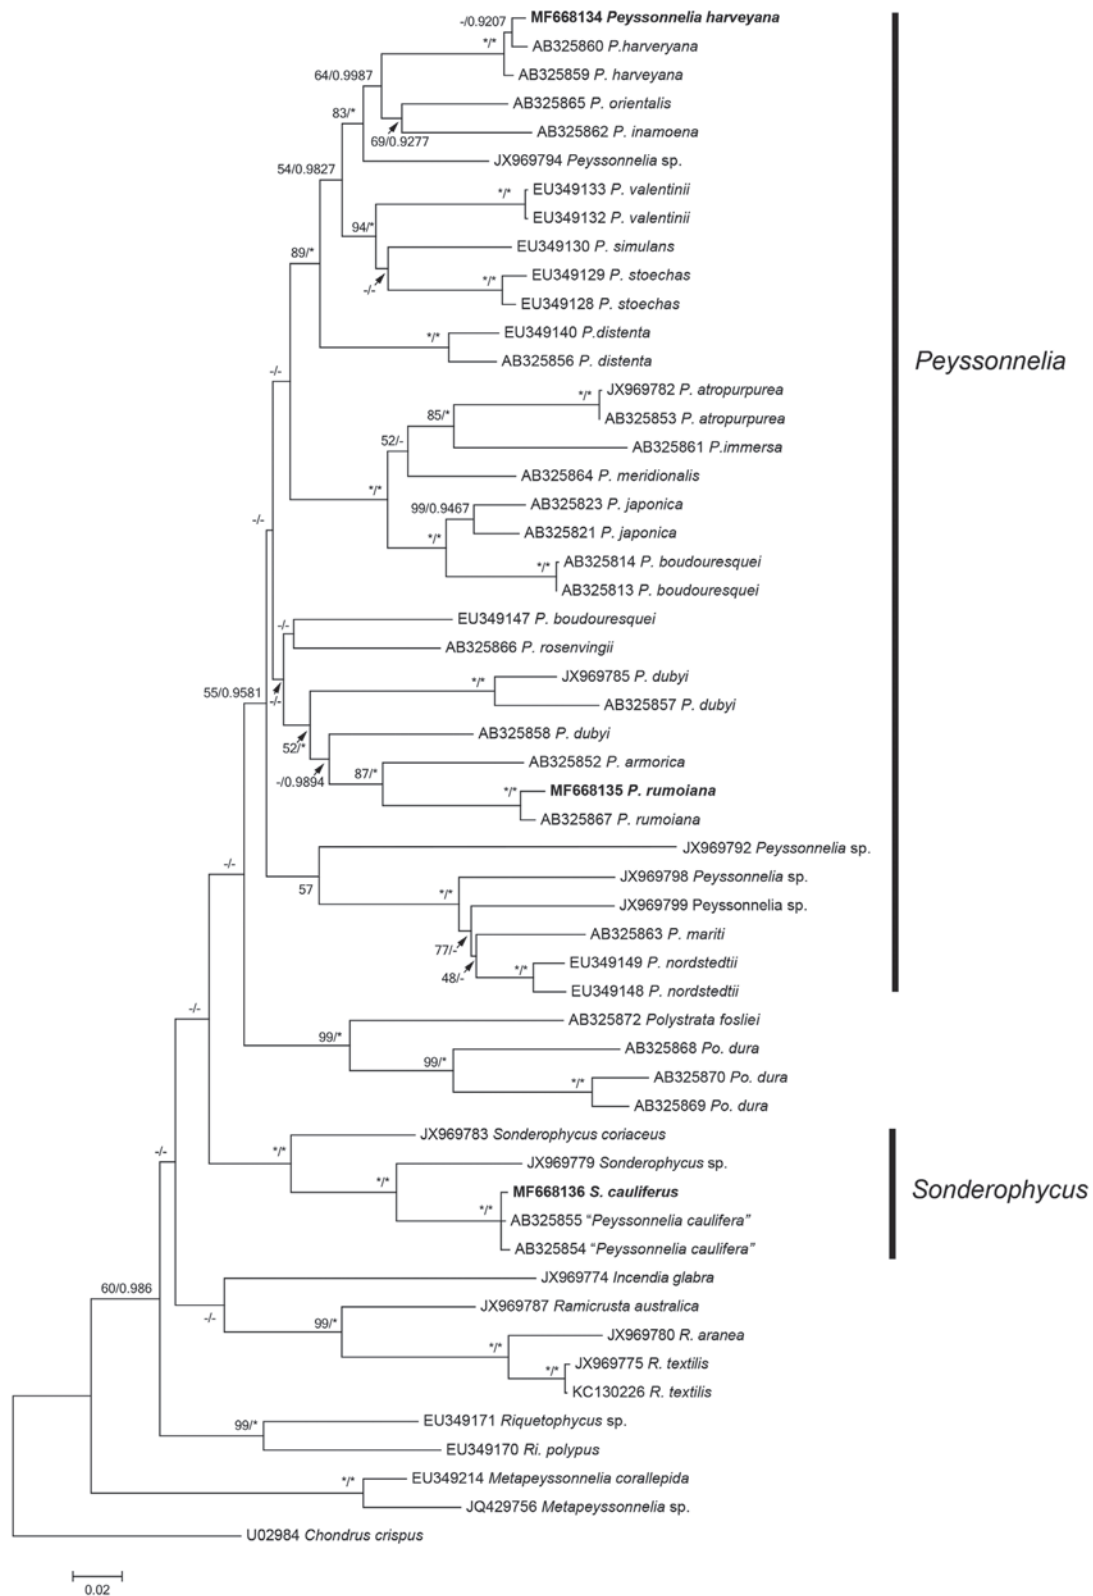 -/0.9207
MF668134 Peyssonnelia harveyana
*/*
AB325860 P.harveryana
64/0.9987
AB325859 P. harveyana
83/*
AB325865 P. orientalis
69/0.9277
AB325862 P. inamoena
54/0.9827
JX969794 Peyssonnelia sp.
*/*
EU349133 P. valentinii
EU349132 P. valentinii
94/*
89/*
EU349130 P. simulans
-/-
*/*
EU349129 P. stoechas
EU349128 P. stoechas
*/*
EU349140 P.distenta
AB325856 P. distenta
Peyssonnelia
-/-
*/*
JX969782 P. atropurpurea
85/*
AB325853 P. atropurpurea
52/-
AB325861 P.immersa
*/*
AB325864 P. meridionalis
99/0.9467
AB325823 P. japonica
-/-
*/*
AB325821 P. japonica
*/*
AB325814 P. boudouresquei
AB325813 P. boudouresquei
-/-
EU349147 P. boudouresquei
AB325866 P. rosenvingii
55/0.9581
-/-
*/*
JX969785 P. dubyi
AB325857 P. dubyi
52/*
AB325858 P. dubyi
-/0.9894
87/*
AB325852 P. armorica
*/*
MF668135 P. rumoiana
AB325867 P. rumoiana
-/-
JX969792 Peyssonnelia sp.
57
*/*
JX969798 Peyssonnelia sp.
JX969799 Peyssonnelia sp.
77/-
AB325863 P. mariti
48/-
*/*
EU349149 P. nordstedtii
EU349148 P. nordstedtii
-/-
99/*
AB325872 Polystrata fosliei
99/*
AB325868 Po. dura
*/*
AB325870 Po. dura
AB325869 Po. dura
-/-
*/*
JX969783 Sonderophycus coriaceus
*/*
JX969779 Sonderophycus sp.
*/*
MF668136 S. cauliferus
Sonderophycus
AB325855 “Peyssonnelia caulifera”
AB325854 “Peyssonnelia caulifera”
60/0.986
-/-
JX969774 Incendia glabra
99/*
JX969787 Ramicrusta australica
*/*
JX969780 R. aranea
*/*
JX969775 R. textilis
KC130226 R. textilis
99/*
EU349171 Riquetophycus sp.
EU349170 Ri. polypus
*/*
EU349214 Metapeyssonnelia corallepida
JQ429756 Metapeyssonnelia sp.
U02984 Chondrus crispus
0.02